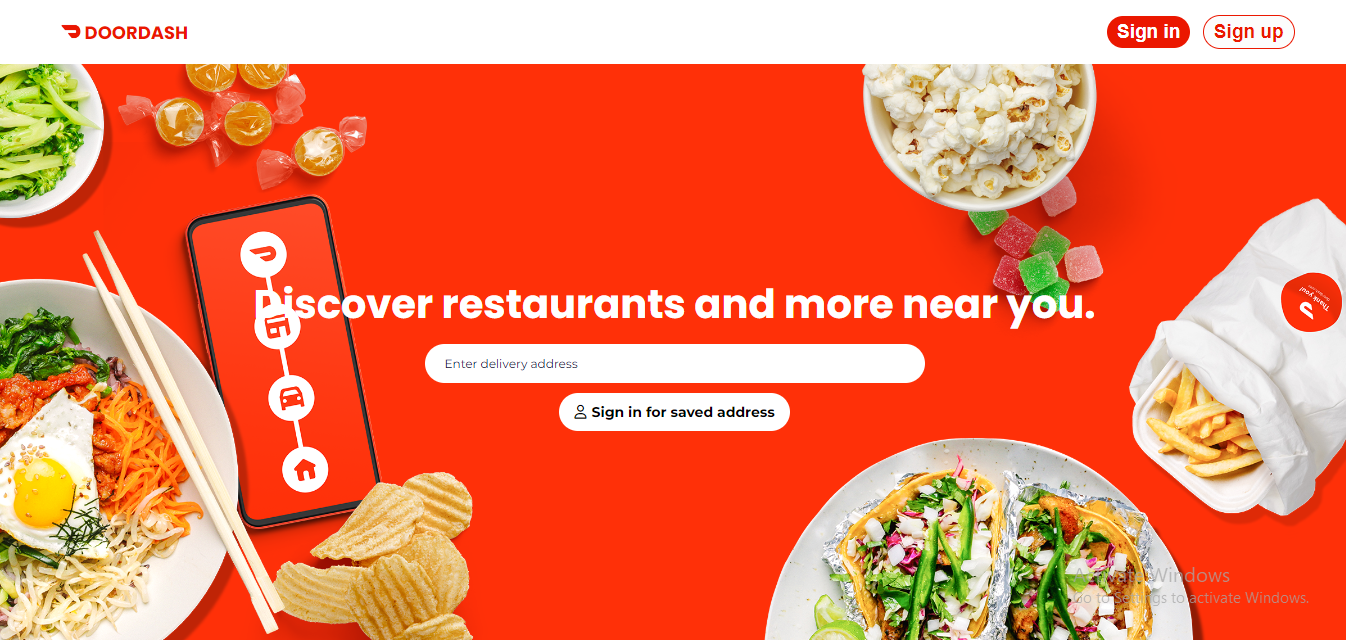 DOORDASH
Sign in
Sign up
Discover restaurants and more near you.
Thank you!
Enter delivery address
Sign in for saved address
Activate Windows
Go to Settings to activate Windows.